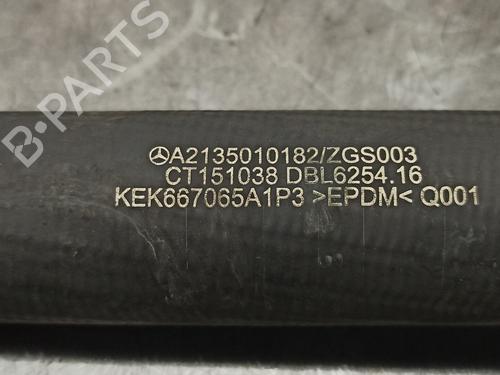 B-PARTS
A2135010182/ZGS003
CT151038 DBL6254.16
KEK667065A1P3 >EPDM< Q001